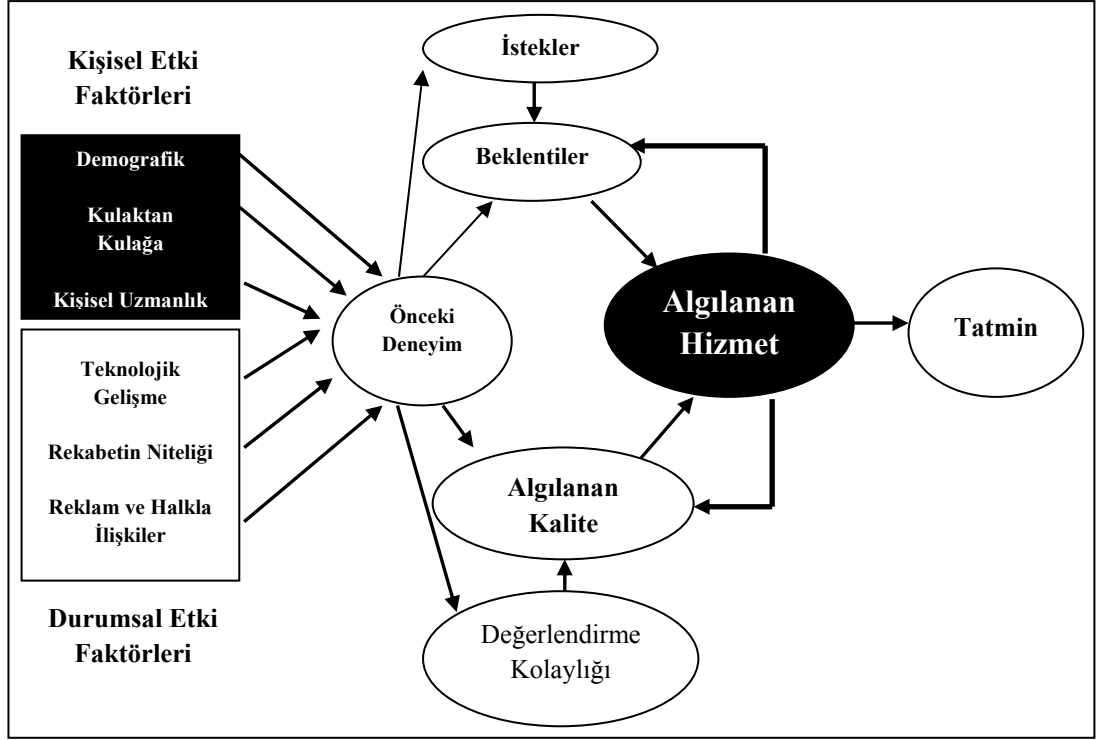 Kişisel Etki
Faktörleri
Demografik
Kulaktan
Kulağa
Kişisel Uzmanlık
Teknolojik
Gelişme
Rekabetin Niteliği
Reklam ve Halkla
İlişkiler
Durumsal Etki
Faktörleri
Önceki
Deneyim
İstekler
Beklentiler
Algılanan
Kalite
Değerlendirme
Kolaylığı
Algılanan
Hizmet
Tatmin